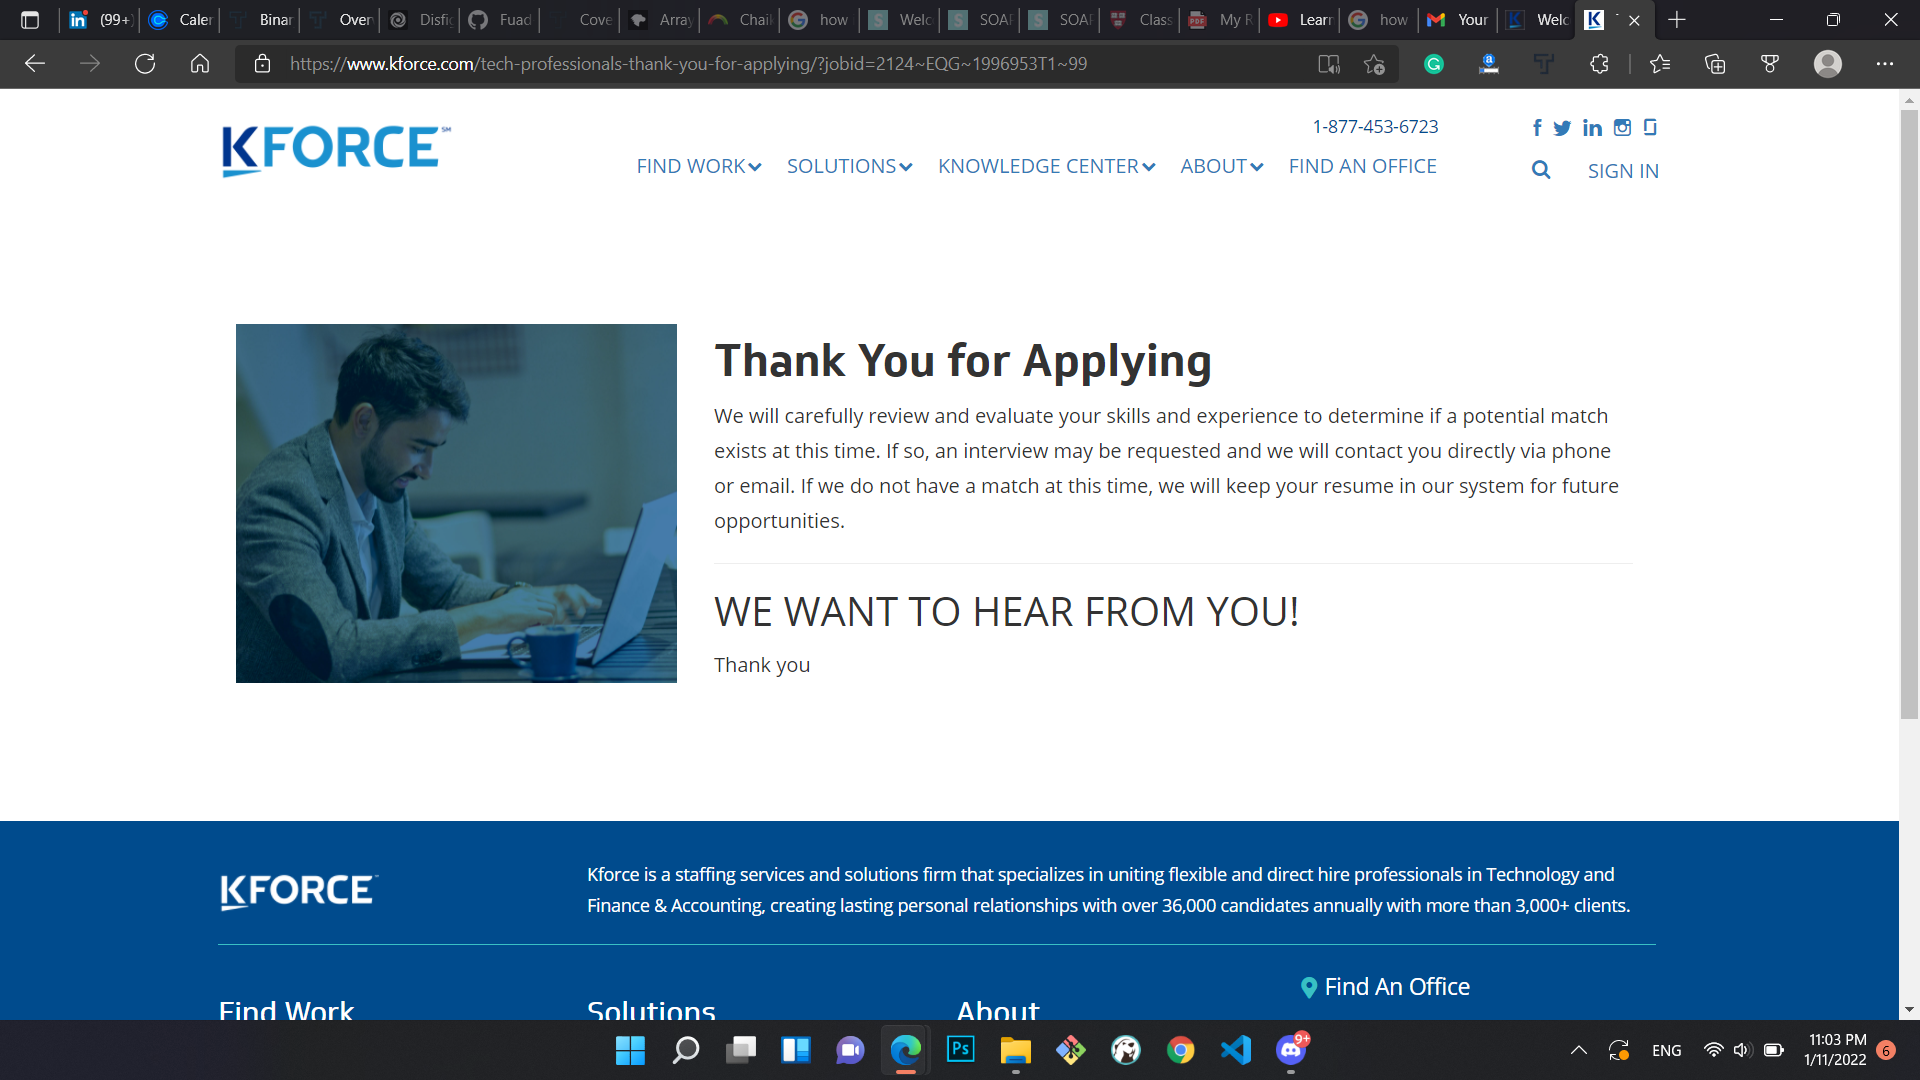 (99+)
Caler
Binar
Over
Disfig
Fuad
Cove
Array
Chail
how
Welc
SOAP
SOAP
Class
My R
Learn
how
Your
Welc
https://www.kforce.com/tech-professionals-thank-you-for-applying/?jobid=2124~EQG~1996953T1~99
KFORCE
1-877-453-6723
FIND WORK SOLUTIONS KNOWLEDGE CENTER ABOUT FIND AN OFFICE
SIGN IN
Thank You for Applying
We will carefully review and evaluate your skills and experience to determine if a potential match
exists at this time. If so, an interview may be requested and we will contact you directly via phone
or email. If we do not have a match at this time, we will keep your resume in our system for future
opportunities.
WE WANT TO HEAR FROM YOU!
Thank you
KFORCE
Kforce is a staffing services and solutions firm that specializes in uniting flexible and direct hire professionals in Technology and
Finance & Accounting, creating lasting personal relationships with over 36,000 candidates annually with more than 3,000+ clients.
Find An Office
Find Work
Solutions
About
Ps
9+
ENG
11:03 PM
1/11/2022
6